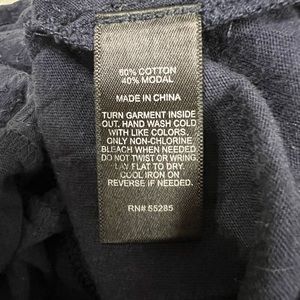 60% COTTON
40% MODAL
MADE IN CHINA
TURN GARMENT INSIDE
OUT. HAND WASH COLD
WITH LIKE COLORS.
ONLY NON-CHLORINE
BLEACH WHEN NEEDED.
DO NOT TWIST OR WRING.
LAY FLAT TO DRY.
COOL IRON ON
REVERSE IF NEEDED.
RN# 55285